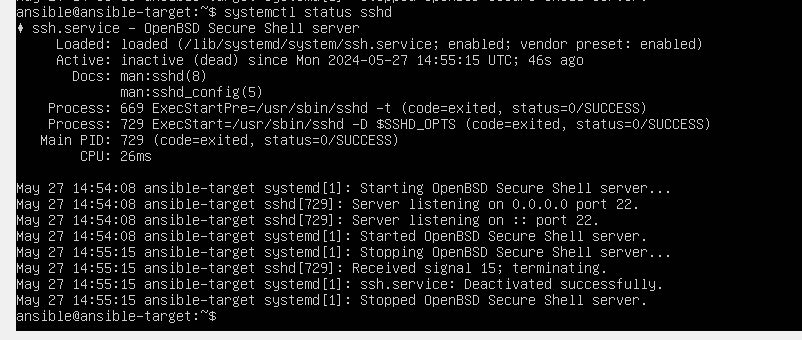 ansible@ansible-target:~$ systemctl status sshd
ssh.service - OpenBSD Secure Shell server
Loaded: loaded (/lib/systemd/system/ssh.service; enabled; vendor preset: enabled)
Active: inactive (dead) since Mon 2024-05-27 14:55:15 UTC; 46s ago
Docs: man:sshd(8)
man:sshd_config(5)
Process: 669 ExecStartPre=/usr/sbin/sshd -t (code=exited, status=0/SUCCESS)
Process: 729 ExecStart=/usr/sbin/sshd -D $SSHD_OPTS (code=exited, status=0/SUCCESS)
Main PID: 729 (code=exited, status=0/SUCCESS)
CPU: 26ms
May 27 14:54:08 ansible-target systemd[1]: Starting OpenBSD Secure Shell server...
May 27 14:54:08 ansible-target sshd[729]: Server listening on 0.0.0.0 port 22.
May 27 14:54:08 ansible-target sshd[729]: Server listening on :: port 22.
May 27 14:54:08 ansible-target systemd[1]: Started OpenBSD Secure Shell server.
May 27 14:55:15 ansible-target systemd[1]: Stopping OpenBSD Secure Shell server...
May 27 14:55:15 ansible-target sshd[729]: Received signal 15; terminating.
May 27 14:55:15 ansible-target systemd[1]: ssh.service: Deactivated successfully.
May 27 14:55:15 ansible-target systemd[1]: Stopped OpenBSD Secure Shell server.
ansible@ansible-target:~$